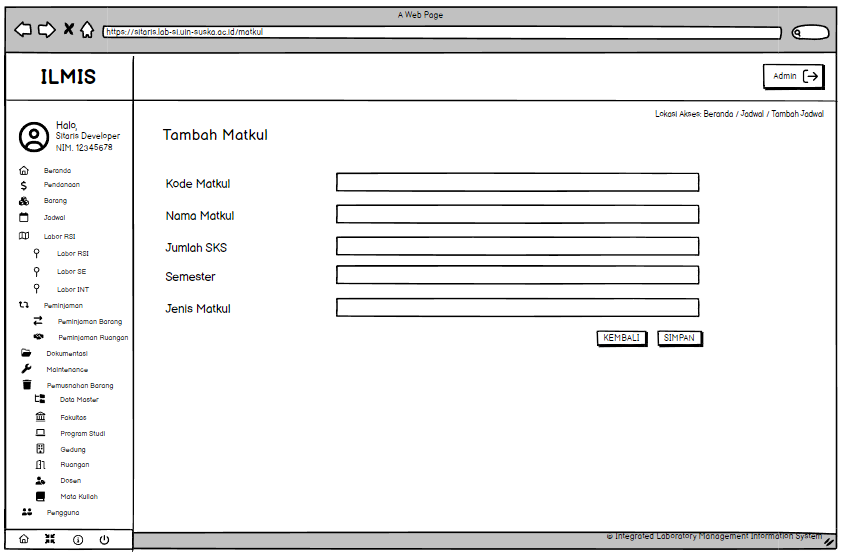 A Web Page
https://sitaris.lab-si.uin-suska.ac.id/matkul
ILMIS
Admin
Lokasi Akses: Beranda / Jadwal / Tambah Jadwal
Halo,
Sitaris Developer
NIM. 12345678
Tambah Matkul
Beranda
Pendanaan
Barang
Jadwal
Labor RSI
Labor RSI
Labor SE
Labor INT
Peminjaman
Peminjaman Barang
Peminjaman Ruangan
Dokumentasi
Maintenance
Pemusnahan Barang
Data Master
Fakultas
Program Studi
Gedung
Ruangan
Dosen
Mata Kuliah
Pengguna
Kode Matkul
Nama Matkul
Jumlah SKS
Semester
Jenis Matkul
KEMBALI
SIMPAN
© Integrated Laboratory Management Information System